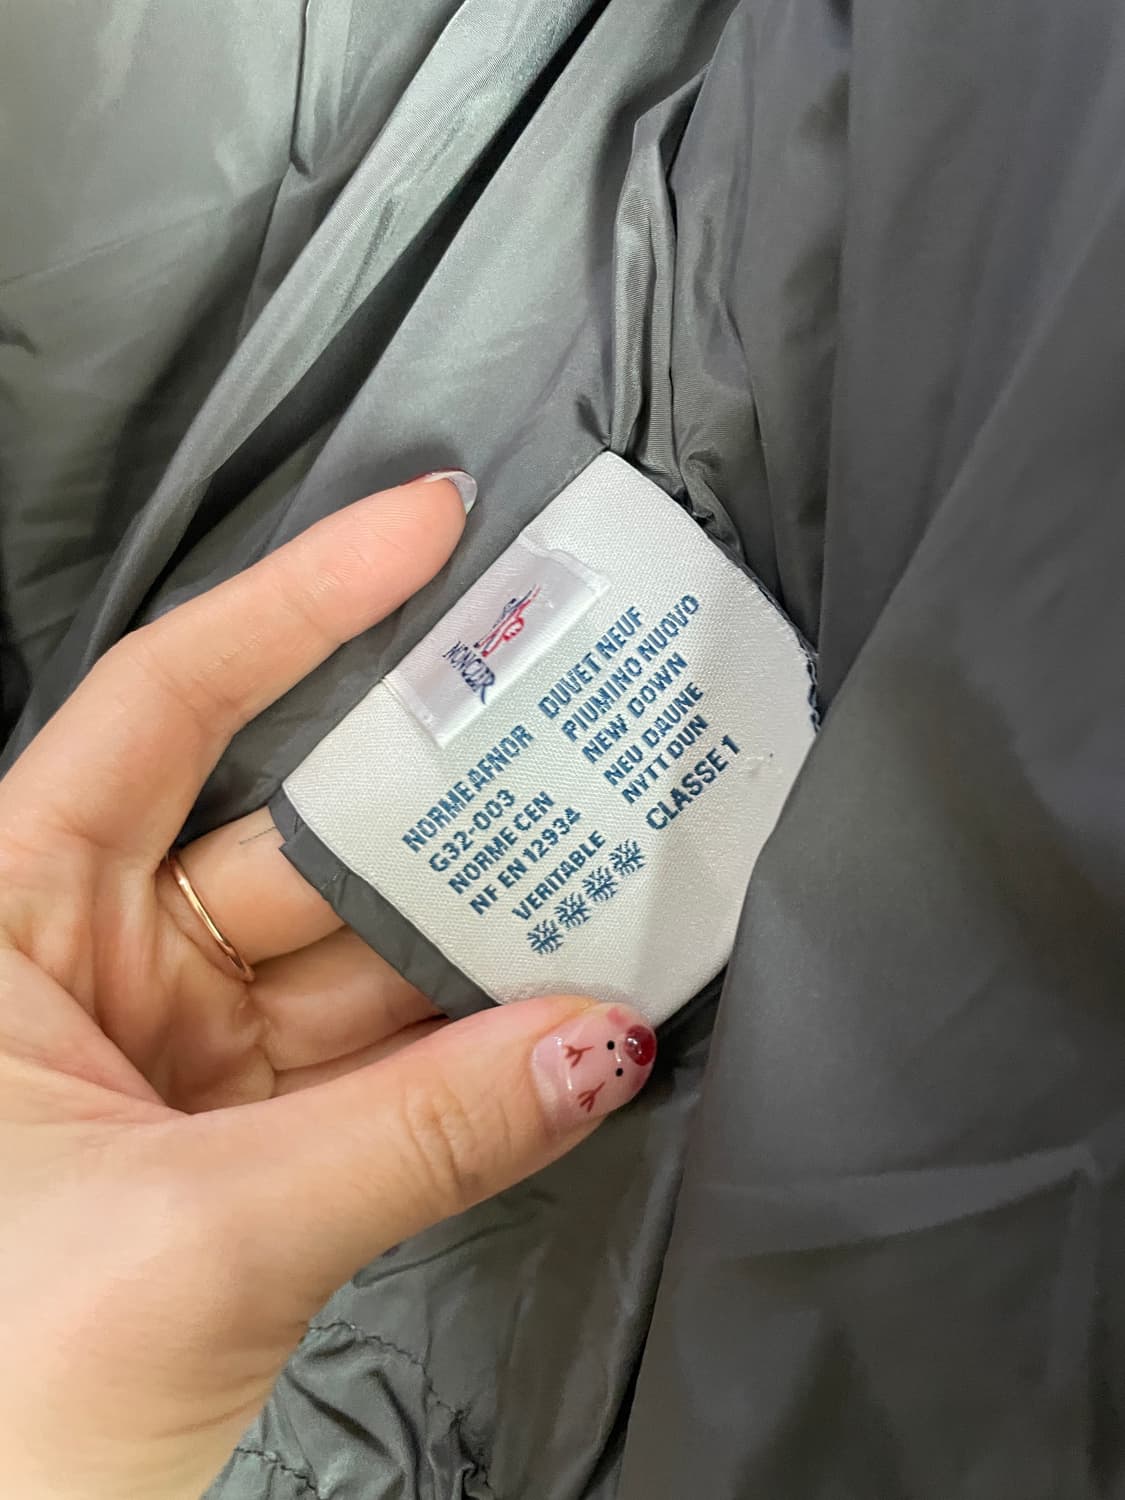 MONCLER
NORME AFNOR
G32-003
NORME CEN
NF EN 12934
VERITABLE
DUVET NEUF
PIUMINO NUOVO
NEW DOWN
NEU DAUNE
NYTT DUN
CLASSE 1